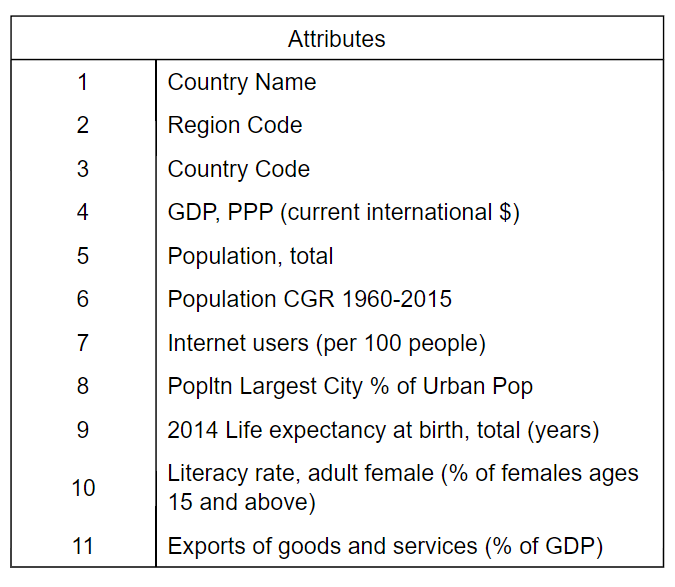 Attributes
1 Country Name
2 Region Code
3 Country Code
4 GDP, PPP (current international $)
5 Population, total
6 Population CGR 1960-2015
7 Internet users (per 100 people)
8 Popltn Largest City % of Urban Pop
9 2014 Life expectancy at birth, total (years)
10 Literacy rate, adult female (% of females ages
15 and above)
11 Exports of goods and services (% of GDP)